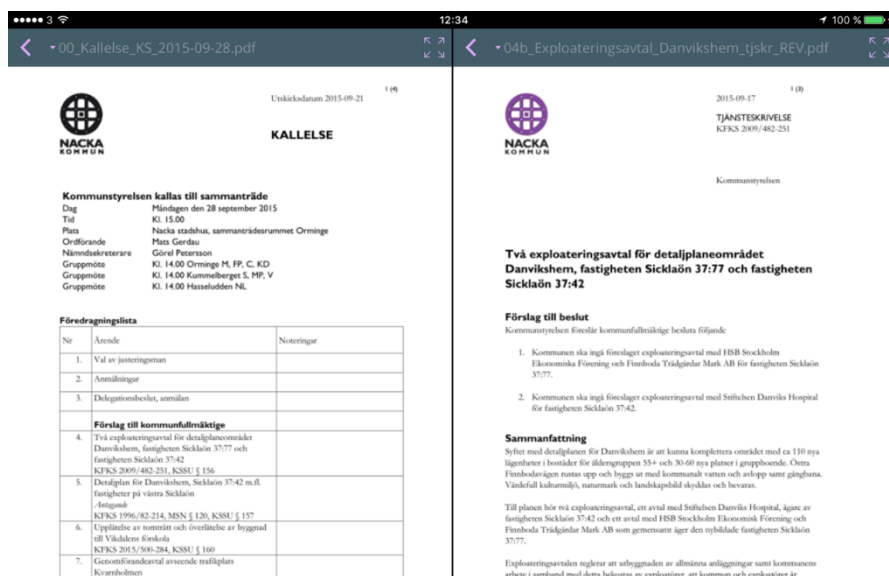 3
12:34
100 %
00_Kallelse_KS_2015-09-28.pdf
1 (4)
Utskicksdatum 2015-09-21
NACKA
KOMMUN
KALLELSE
Kommunstyrelsen kallas till sammanträde
Dag Måndagen den 28 september 2015
Tid Kl. 15.00
Plats Nacka stadshus, sammanträdesrummet Orminge
Ordförande Mats Gerdau
Nämndsekreterare Görel Petersson
Gruppmöte Kl. 14.00 Orminge M, FP, C, KD
Gruppmöte Kl. 14.00 Kummelberget S, MP, V
Gruppmöte Kl. 14.00 Hasseludden NL
Föredragningslista
Nr Ärende Noteringar
1. Val av justeringsman
2. Anmälningar
3. Delegationsbeslut, anmälan
Förslag till kommunfullmäktige
4. Två exploateringsavtal för detaljplaneområdet
Danvikshem, fastigheten Sicklaön 37:77 och
fastigheten Sicklaön 37:42
KFKS 2009/482-251, KSSU § 156
5. Detaljplan för Danvikshem, Sicklaön 37:42 m.fl.
fastigheter på västra Sicklaön
Antagande
KFKS 1996/82-214, MSN § 120, KSSU § 157
6. Upplåtelse av tomträtt och överlåtelse av byggnad
till Vikdalens förskola
KFKS 2015/500-284, KSSU § 160
7. Genomförandeavtal avseende trafikplats
Kvarnholmen
04b_Exploateringsavtal_Danvikshem_tjskr_REV.pdf
1 (3)
2015-09-17
NACKA
KOMMUN
TJÄNSTESKRIVELSE
KFKS 2009/482-251
Kommunstyrelsen
Två exploateringsavtal för detaljplaneområdet
Danvikshem, fastigheten Sicklaön 37:77 och fastigheten
Sicklaön 37:42
Förslag till beslut
Kommunstyrelsen föreslår kommunfullmäktige besluta följande
1. Kommunen ska ingå föreslaget exploateringsavtal med HSB Stockholm
Ekonomiska Förening och Finnboda Trädgårdar Mark AB för fastigheten Sicklaön
37:77.
2. Kommunen ska ingå föreslaget exploateringsavtal med Stiftelsen Danviks Hospital
för fastigheten Sicklaön 37:42.
Sammanfattning
Syftet med detaljplanen för Danvikshem är att kunna komplettera området med ca 110 nya
lägenheter i bostäder för åldersgruppen 55+ och 30-60 nya platser i gruppboende. Östra
Finnbodavägen rustas upp och byggs ut med kommunalt vatten och avlopp samt gångbana.
Värdefull kulturmiljö, naturmark och landskapsbild skyddas och bevaras.
Till planen hör två exploateringsavtal, ett avtal med Stiftelsen Danviks Hospital, ägare av
fastigheten Sicklaön 37:42 och ett avtal med HSB Stockholm Ekonomisk Förening och
Finnboda Trädgårdar Mark AB som gemensamt äger den nybildade fastigheten Sicklaön
37:77.
Exploateringsavtalen reglerar att utbyggnaden av allmänna anläggningar samt kommunens
arbete i samband med detta bekostas av exploatörer, att kommun och exploatörer är